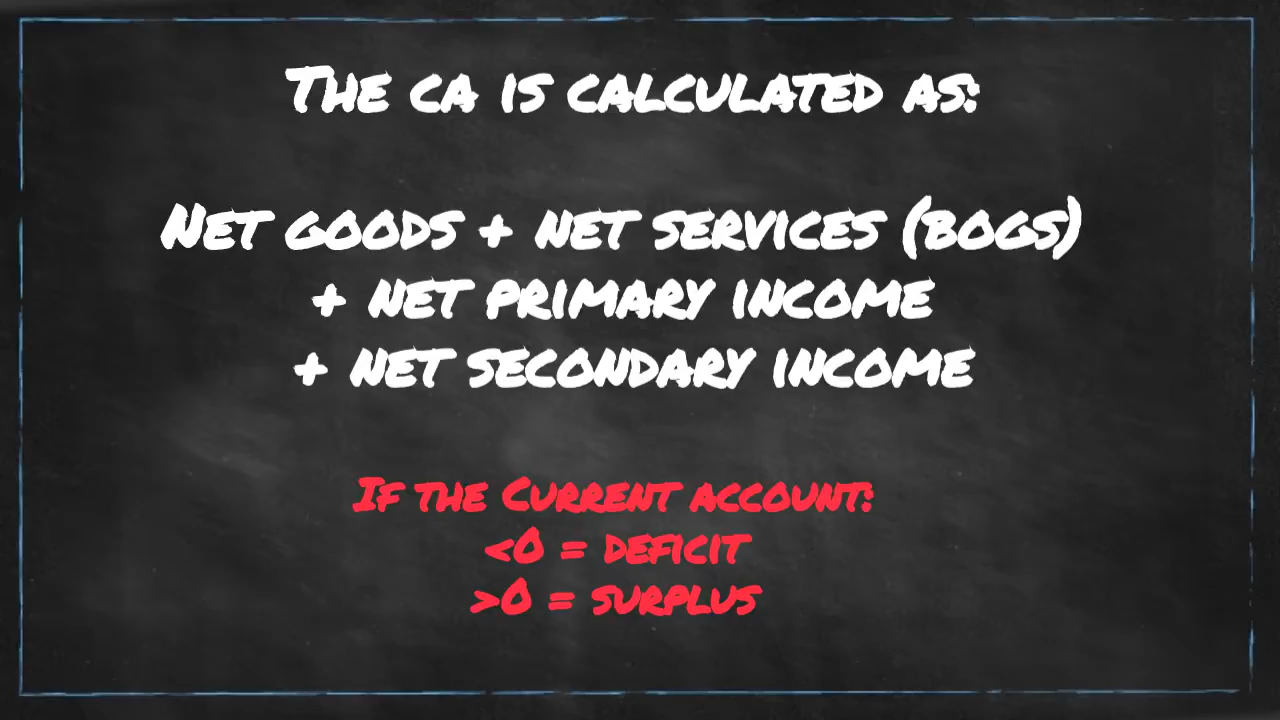 The CA is calculated as:
Net goods + net services (BOGS)
+ net primary income
+ net secondary income
If the Current account:
<0 = deficit
>0 = surplus